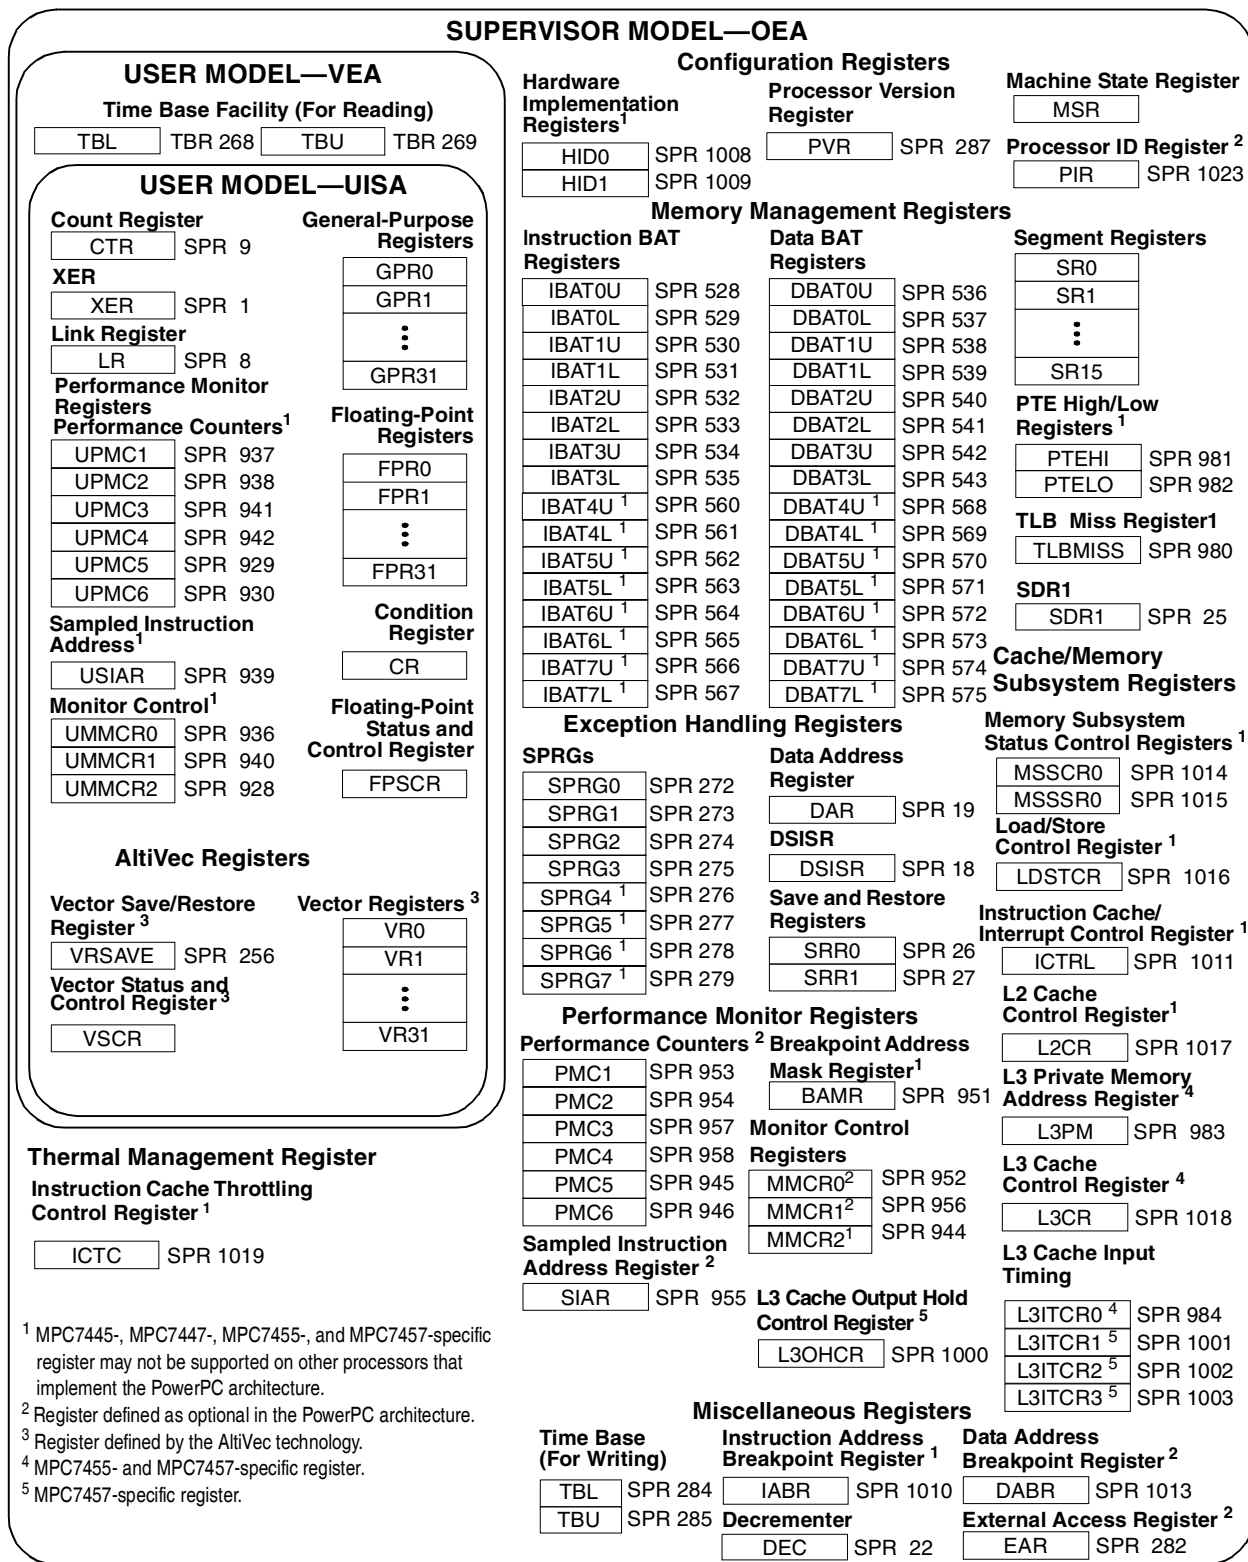 SUPERVISOR MODEL—OEA
USER MODEL—VEA
Time Base Facility (For Reading)
TBL TBR 268 TBU TBR 269
USER MODEL—UISA
Count Register
CTR SPR 9
XER
XER SPR 1
Link Register
LR SPR 8
Performance Monitor
Registers
Performance Counters1
UPMC1 SPR 937
UPMC2 SPR 938
UPMC3 SPR 941
UPMC4 SPR 942
UPMC5 SPR 929
UPMC6 SPR 930
Sampled Instruction
Address1
USIAR SPR 939
Monitor Control1
UMMCR0 SPR 936
UMMCR1 SPR 940
UMMCR2 SPR 928
General-Purpose
Registers
GPR0
GPR1
GPR31
Floating-Point
Registers
FPR0
FPR1
FPR31
Condition
Register
CR
Floating-Point
Status and
Control Register
FPSCR
AltiVec Registers
Vector Save/Restore
Register 3
VRSAVE SPR 256
Vector Status and
Control Register3
VSCR
Vector Registers 3
VR0
VR1
VR31
Thermal Management Register
Instruction Cache Throttling
Control Register 1
ICTC SPR 1019
1 MPC7445-, MPC7447-, MPC7455-, and MPC7457-specific
register may not be supported on other processors that
implement the PowerPC architecture.
2 Register defined as optional in the PowerPC architecture.
3 Register defined by the AltiVec technology.
4 MPC7455- and MPC7457-specific register.
5 MPC7457-specific register.
Configuration Registers
Hardware
Implementation
Registers1
HID0 SPR 1008
HID1 SPR 1009
Processor Version
Register
PVR SPR 287
Machine State Register
MSR
Processor ID Register 2
PIR SPR 1023
Memory Management Registers
Instruction BAT
Registers
IBAT0U SPR 528
IBAT0L SPR 529
IBAT1U SPR 530
IBAT1L SPR 531
IBAT2U SPR 532
IBAT2L SPR 533
IBAT3U SPR 534
IBAT3L SPR 535
IBAT4U 1 SPR 560
IBAT4L 1 SPR 561
IBAT5U 1 SPR 562
IBAT5L 1 SPR 563
IBAT6U 1 SPR 564
IBAT6L 1 SPR 565
IBAT7U 1 SPR 566
IBAT7L 1 SPR 567
Data BAT
Registers
DBAT0U SPR 536
DBAT0L SPR 537
DBAT1U SPR 538
DBAT1L SPR 539
DBAT2U SPR 540
DBAT2L SPR 541
DBAT3U SPR 542
DBAT3L SPR 543
DBAT4U 1 SPR 568
DBAT4L 1 SPR 569
DBAT5U 1 SPR 570
DBAT5L 1 SPR 571
DBAT6U 1 SPR 572
DBAT6L 1 SPR 573
DBAT7U 1 SPR 574
DBAT7L 1 SPR 575
Segment Registers
SR0
SR1
SR15
PTE High/Low
Registers 1
PTEHI SPR 981
PTELO SPR 982
TLB Miss Register1
TLBMISS SPR 980
SDR1
SDR1 SPR 25
Exception Handling Registers
SPRGs
SPRG0 SPR 272
SPRG1 SPR 273
SPRG2 SPR 274
SPRG3 SPR 275
SPRG4 1 SPR 276
SPRG5 1 SPR 277
SPRG6 1 SPR 278
SPRG7 1 SPR 279
Data Address
Register
DAR SPR 19
DSISR
DSISR SPR 18
Save and Restore
Registers
SRR0 SPR 26
SRR1 SPR 27
Cache/Memory
Subsystem Registers
Memory Subsystem
Status Control Registers 1
MSSCR0 SPR 1014
MSSSR0 SPR 1015
Load/Store
Control Register 1
LDSTCR SPR 1016
Instruction Cache/
Interrupt Control Register 1
ICTRL SPR 1011
L2 Cache
Control Register1
L2CR SPR 1017
L3 Private Memory
Address Register 4
L3PM SPR 983
L3 Cache
Control Register 4
L3CR SPR 1018
L3 Cache Input
Timing
L3ITCR0 4 SPR 984
L3ITCR1 5 SPR 1001
L3ITCR2 5 SPR 1002
L3ITCR3 5 SPR 1003
Performance Monitor Registers
Performance Counters 2
PMC1 SPR 953
PMC2 SPR 954
PMC3 SPR 957
PMC4 SPR 958
PMC5 SPR 945
PMC6 SPR 946
Sampled Instruction
Address Register 2
SIAR SPR 955
Breakpoint Address
Mask Register1
BAMR SPR 951
Monitor Control
Registers
MMCR02 SPR 952
MMCR12 SPR 956
MMCR21 SPR 944
L3 Cache Output Hold
Control Register 5
L3OHCR SPR 1000
Miscellaneous Registers
Time Base
(For Writing)
TBL SPR 284
TBU SPR 285
Instruction Address
Breakpoint Register 1
IABR SPR 1010
Decrementer
DEC SPR 22
Data Address
Breakpoint Register 2
DABR SPR 1013
External Access Register 2
EAR SPR 282